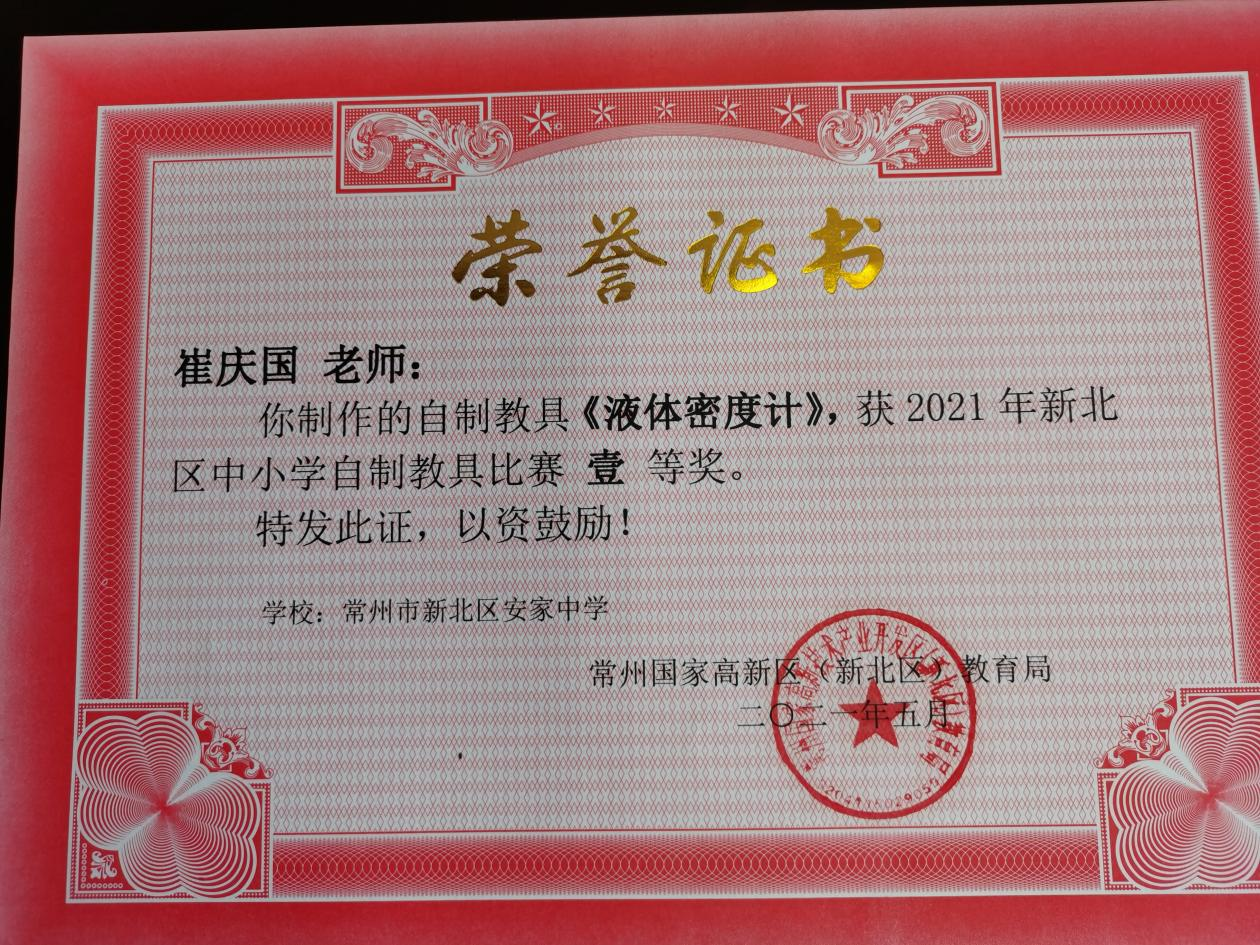 荣誉证书
崔庆国 老师：
你制作的自制教具《液体密度计》，获 2021 年新北
区中小学自制教具比赛 壹 等奖。
特发此证，以资鼓励！
学校：常州市新北区安家中学
常州国家高新区（新北区）教育局
二〇二一年五月